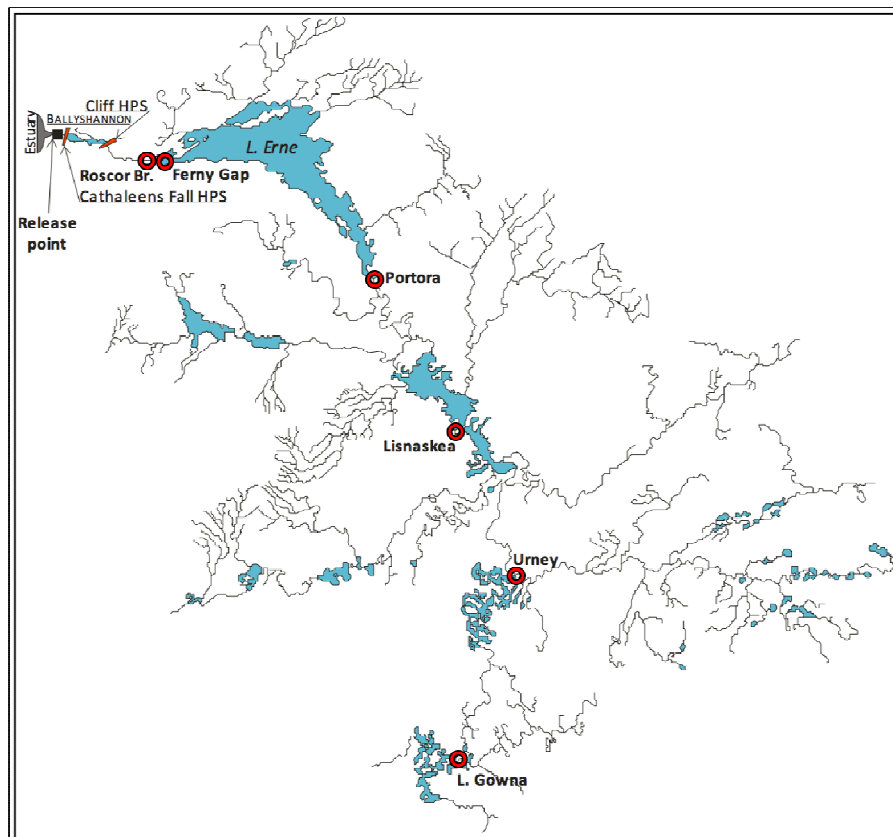 Cliff HPS
BALLYSHANNON
Estuary
L. Erne
Roscor Br.
Ferny Gap
Cathaleens Fall HPS
Release
point
Portora
Lisnaskea
Urney
L. Gowna